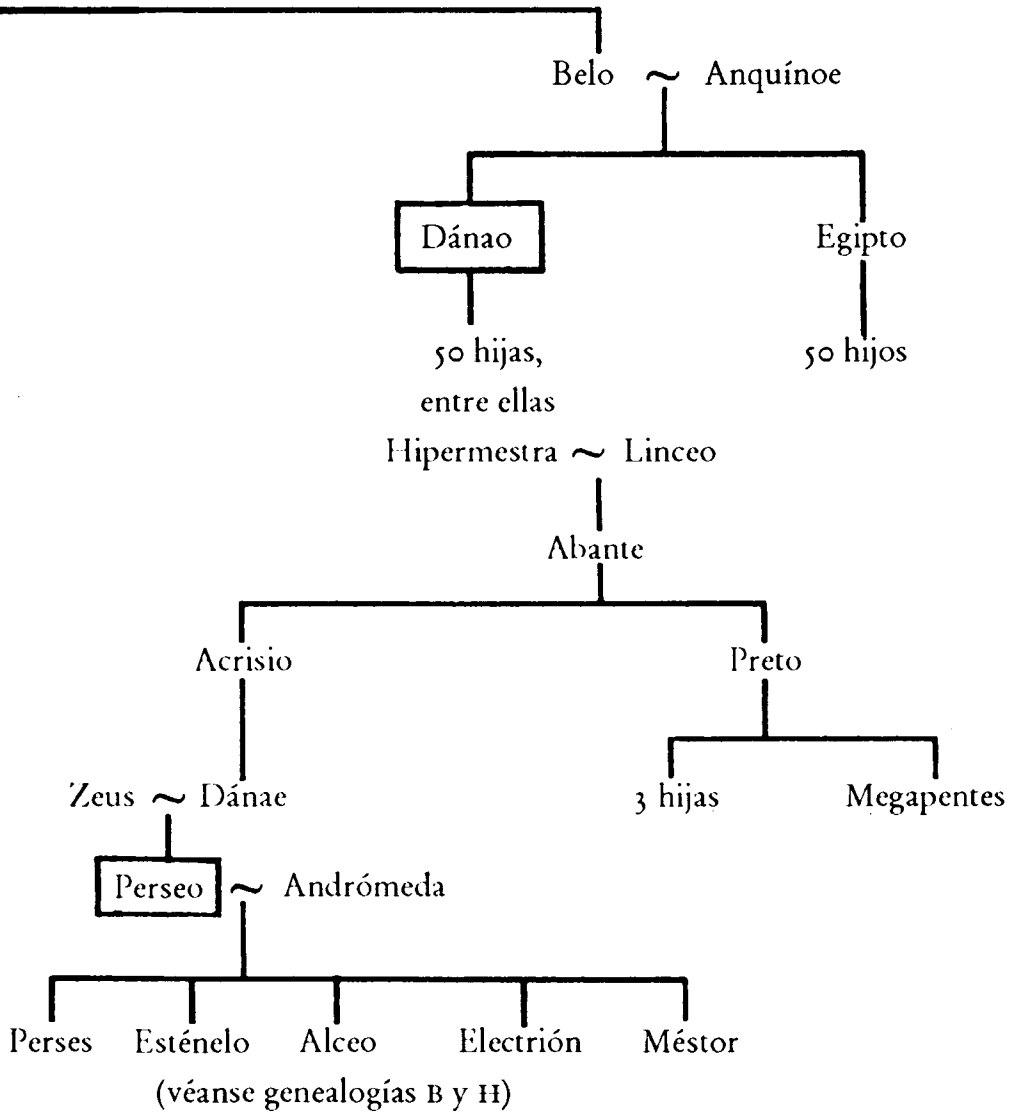 Belo ~ Anquínoe
Dánao Egipto
50 hijas, 50 hijos
entre ellas
Hipermestra ~ Linceo
Abante
Acrisio Preto
Zeus ~ Dánae 3 hijas Megapentes
Perseo ~ Andrómeda
Perses Esténelo Alceo Electrión Méstor
(véanse genealogías B y H)